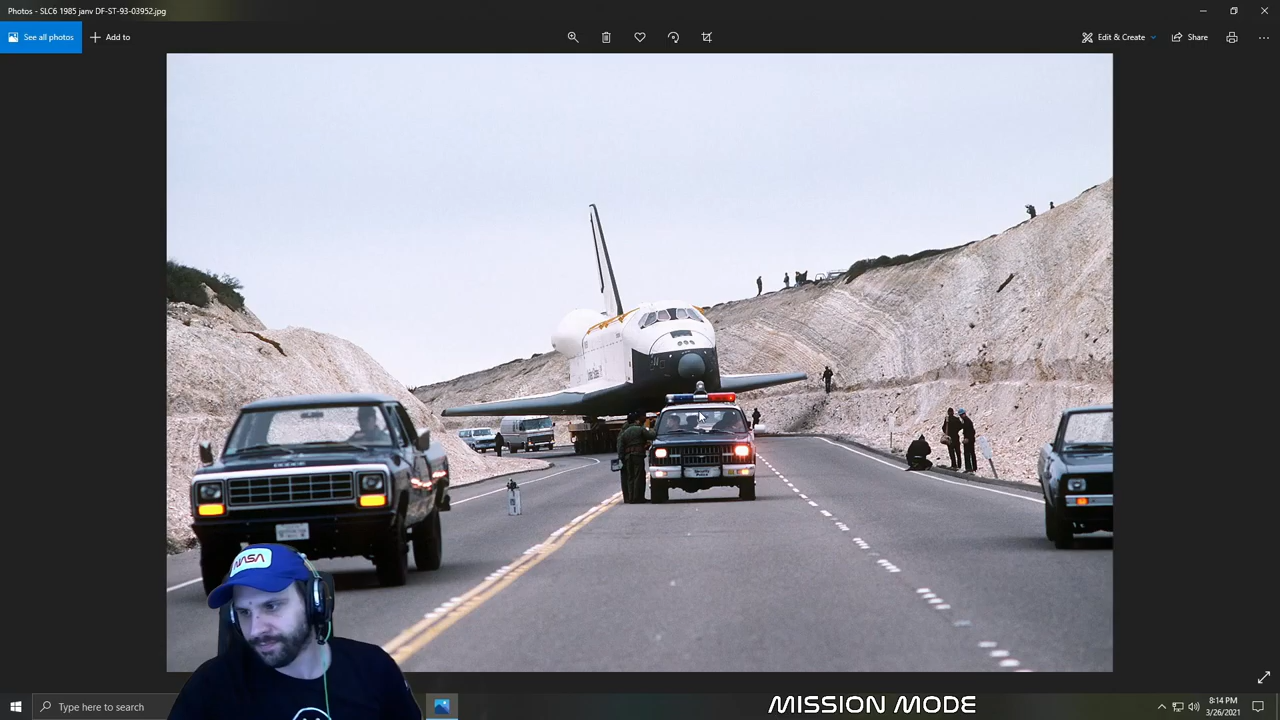 Photos - SLC6 1985 janv DF-ST-93-03952.jpg
See all photos
Add to
Edit & Create
Share
DODGE
NASA
Type here to search
MISSION MODE
8:14 PM
3/26/2021